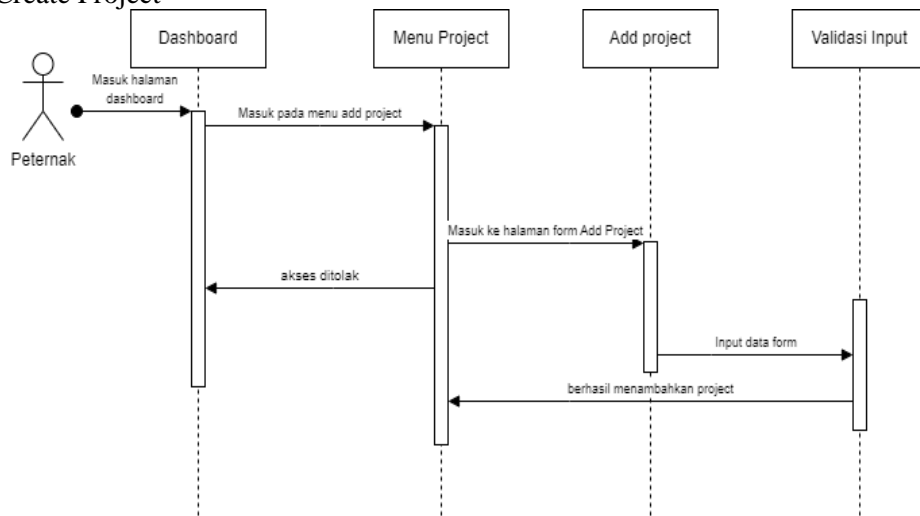 Create Project
Dashboard
Menu Project
Add project
Validasi Input
Masuk halaman
dashboard
Masuk pada menu add project
Peternak
Masuk ke halaman form Add Project
akses ditolak
Input data form
berhasil menambahkan project